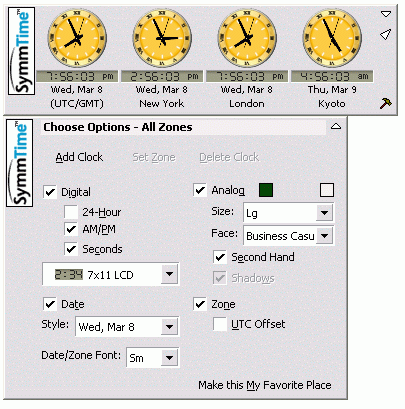 SymmTime™
7:56:03 pm 2:56:03 pm 7:56:03 pm 4:56:03 am
Wed, Mar 8 Wed, Mar 8 Wed, Mar 8 Thu, Mar 9
(UTC/GMT) New York London Kyoto
SymmTime™
Choose Options - All Zones
Add Clock Set Zone Delete Clock
Digital Analog
24-Hour Size: Lg
AM/PM Face: Business Casu
Seconds Second Hand
2:34 7x11 LCD Shadows
Date Zone
Style: Wed, Mar 8 UTC Offset
Date/Zone Font: Sm
Make this My Favorite Place